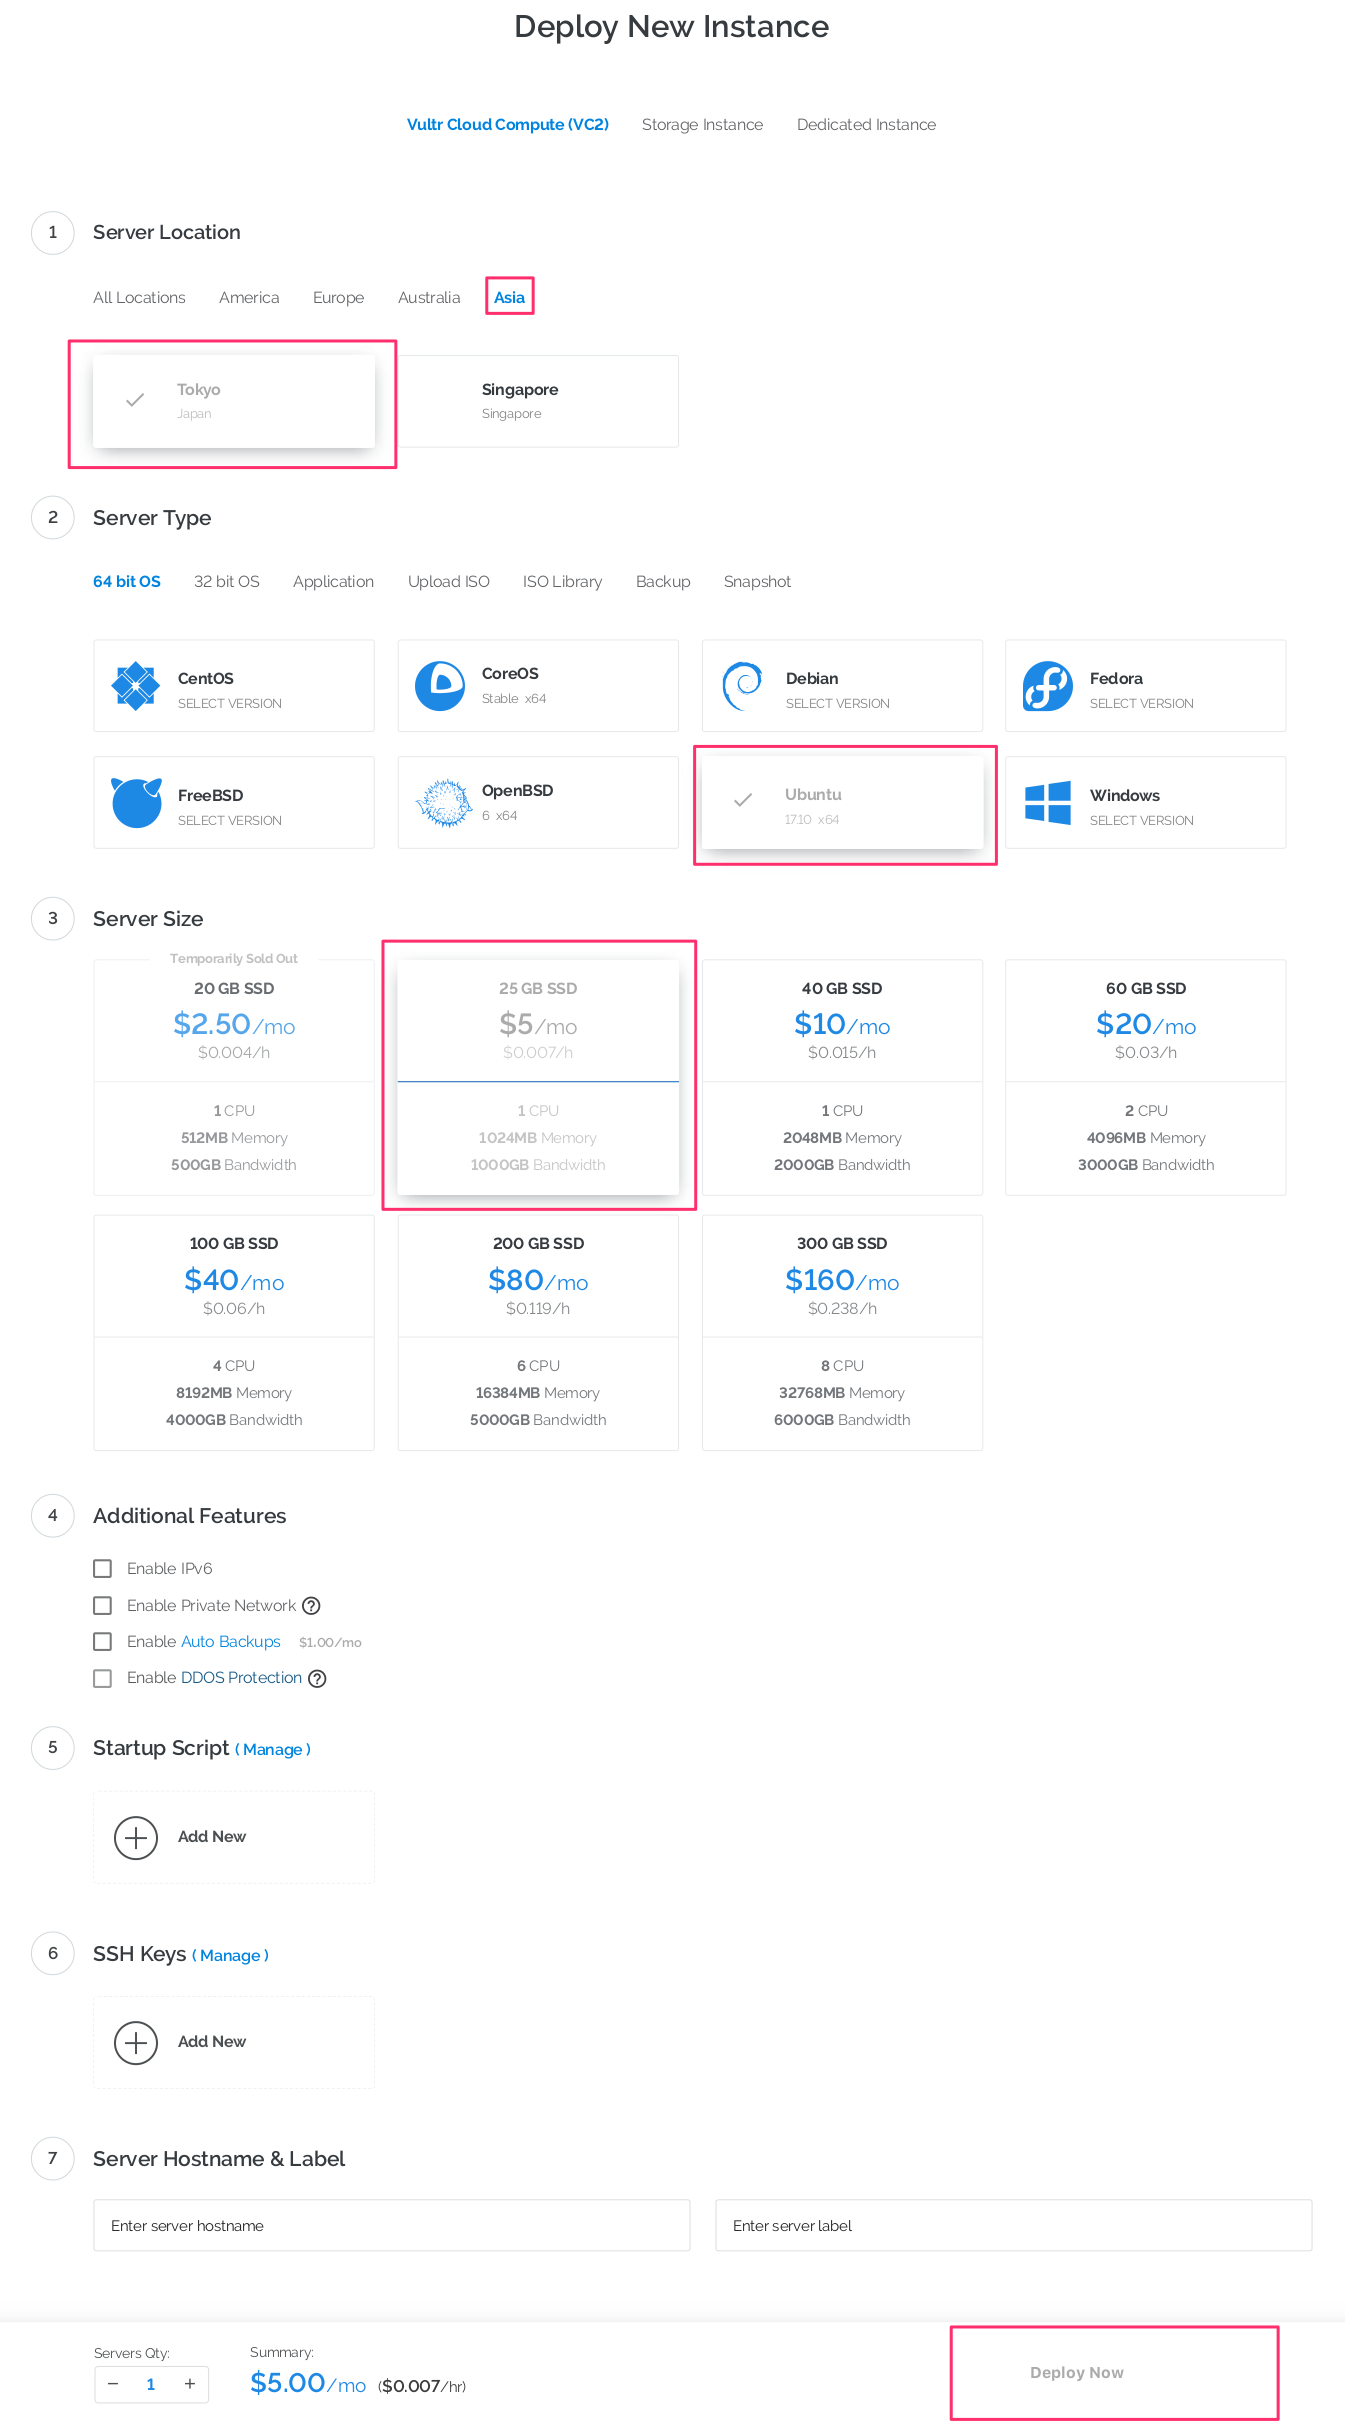 Deploy New Instance
Vultr Cloud Compute (VC2) Storage Instance Dedicated Instance
1 Server Location
All Locations America Europe Australia Asia
Tokyo
Japan
Singapore
Singapore
2 Server Type
64 bit OS 32 bit OS Application Upload ISO ISO Library Backup Snapshot
CentOS
SELECT VERSION
CoreOS
Stable x64
Debian
SELECT VERSION
Fedora
SELECT VERSION
FreeBSD
SELECT VERSION
OpenBSD
6 x64
Ubuntu
17.10 x64
Windows
SELECT VERSION
3 Server Size
Temporarily Sold Out
20 GB SSD
$2.50/mo
$0.004/h
1 CPU
512MB Memory
500GB Bandwidth
25 GB SSD
$5/mo
$0.007/h
1 CPU
1024MB Memory
1000GB Bandwidth
40 GB SSD
$10/mo
$0.015/h
1 CPU
2048MB Memory
2000GB Bandwidth
60 GB SSD
$20/mo
$0.03/h
2 CPU
4096MB Memory
3000GB Bandwidth
100 GB SSD
$40/mo
$0.06/h
4 CPU
8192MB Memory
4000GB Bandwidth
200 GB SSD
$80/mo
$0.119/h
6 CPU
16384MB Memory
5000GB Bandwidth
300 GB SSD
$160/mo
$0.238/h
8 CPU
32768MB Memory
6000GB Bandwidth
4 Additional Features
Enable IPv6
Enable Private Network ?
Enable Auto Backups $1.00/mo
Enable DDOS Protection ?
5 Startup Script ( Manage )
Add New
6 SSH Keys ( Manage )
Add New
7 Server Hostname & Label
Enter server hostname
Enter server label
Servers Qty:
− 1 +
Summary:
$5.00/mo ($0.007/hr)
Deploy Now